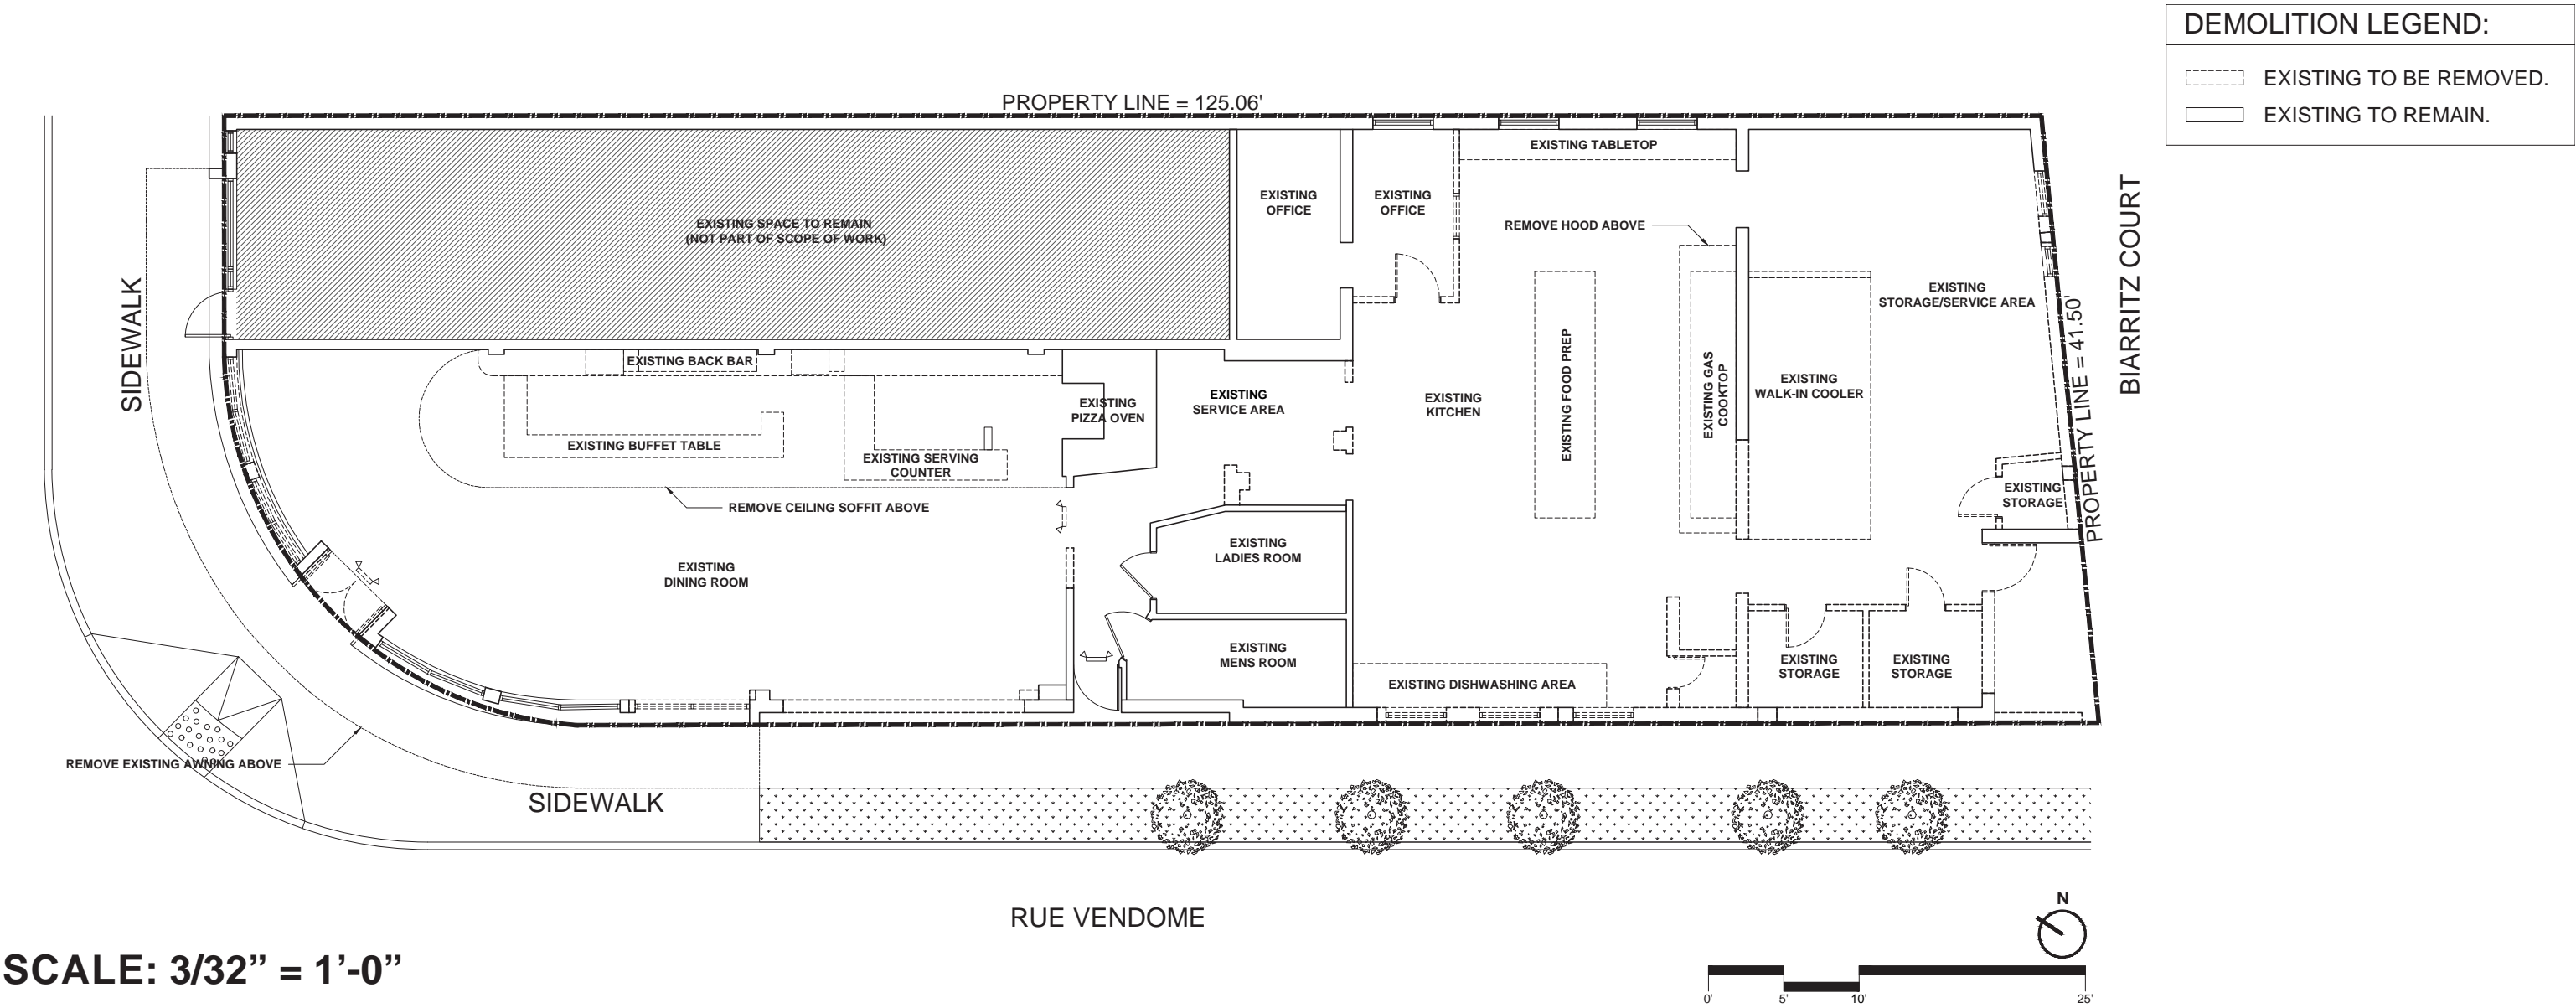 DEMOLITION LEGEND:
EXISTING TO BE REMOVED.
EXISTING TO REMAIN.
PROPERTY LINE = 125.06'
EXISTING TABLETOP
EXISTING
OFFICE
EXISTING
OFFICE
EXISTING SPACE TO REMAIN
(NOT PART OF SCOPE OF WORK)
REMOVE HOOD ABOVE
BIARRITZ COURT
SIDEWALK
EXISTING
STORAGE/SERVICE AREA
PROPERTY LINE = 41.50'
EXISTING BACK BAR
EXISTING FOOD PREP
EXISTING GAS
COOKTOP
EXISTING
WALK-IN COOLER
EXISTING
PIZZA OVEN
EXISTING
SERVICE AREA
EXISTING
KITCHEN
EXISTING BUFFET TABLE
EXISTING SERVING
COUNTER
EXISTING
STORAGE
REMOVE CEILING SOFFIT ABOVE
EXISTING
LADIES ROOM
EXISTING
DINING ROOM
EXISTING
MENS ROOM
EXISTING DISHWASHING AREA
EXISTING
STORAGE
EXISTING
STORAGE
REMOVE EXISTING AWNING ABOVE
SIDEWALK
RUE VENDOME
N
SCALE: 3/32” = 1’-0”
0' 5' 10' 25'